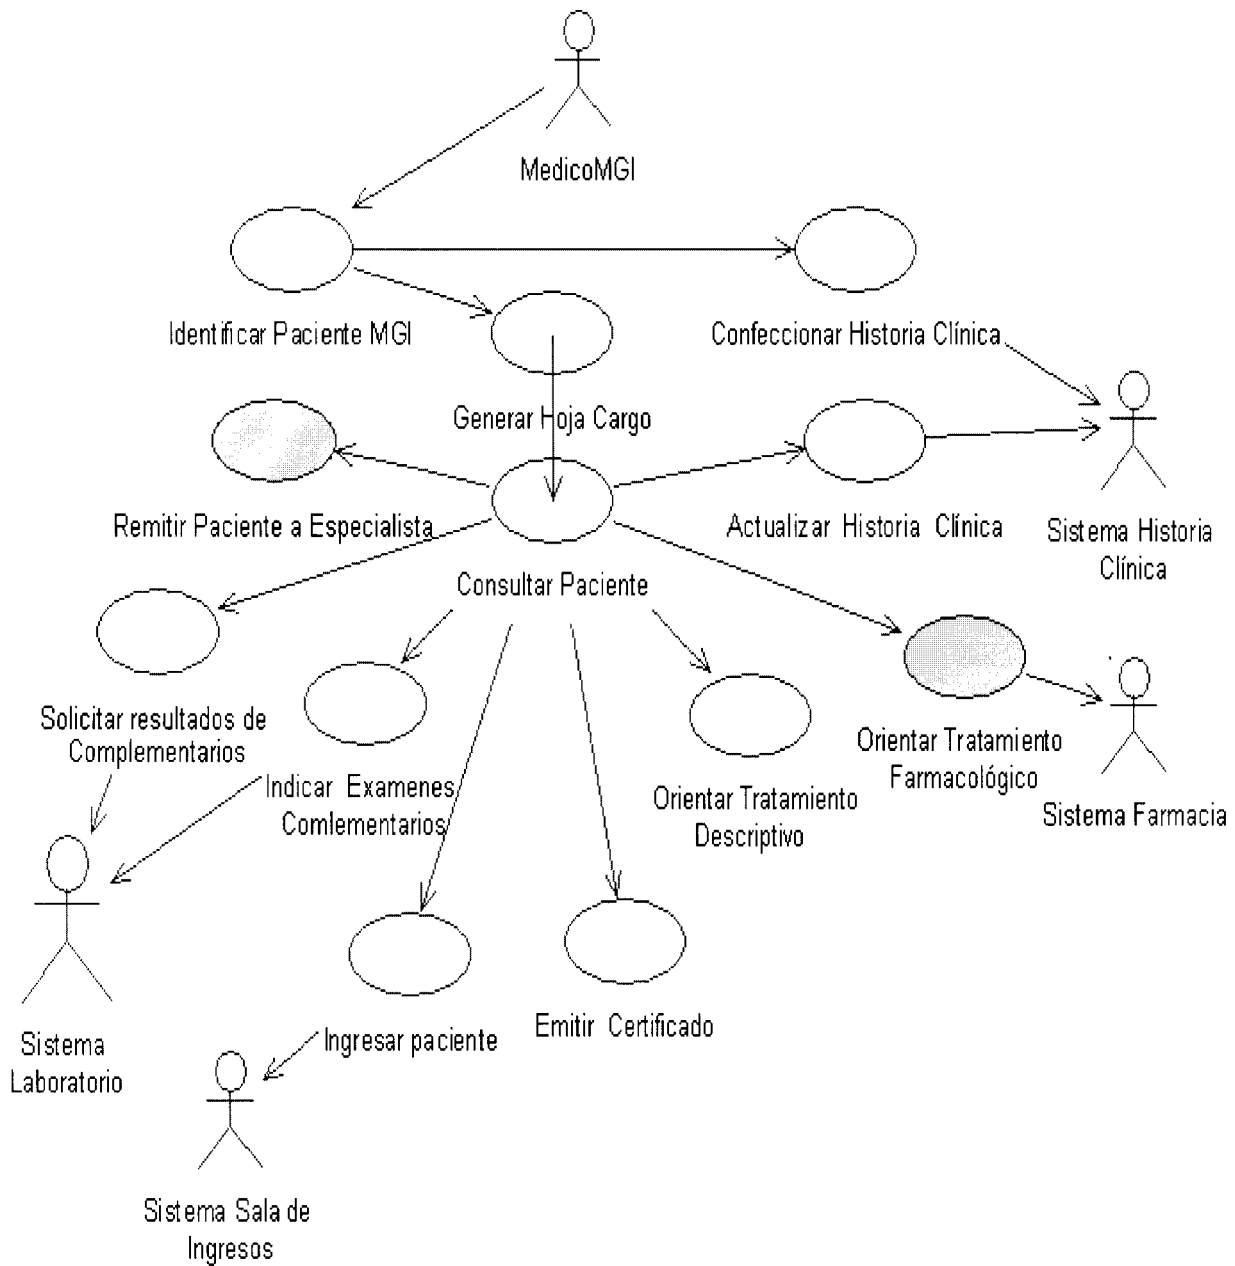 MedicoMGI
Identificar Paciente MGI
Confeccionar Historia Clínica
Generar Hoja Cargo
Remitir Paciente a Especialista
Actualizar Historia Clínica
Sistema Historia
Clínica
Consultar Paciente
Solicitar resultados de
Complementarios
Indicar Examenes
Comlementarios
Orientar Tratamiento
Descriptivo
Orientar Tratamiento
Farmacológico
Sistema Farmacia
Sistema
Laboratorio
Ingresar paciente
Emitir Certificado
Sistema Sala de
Ingresos